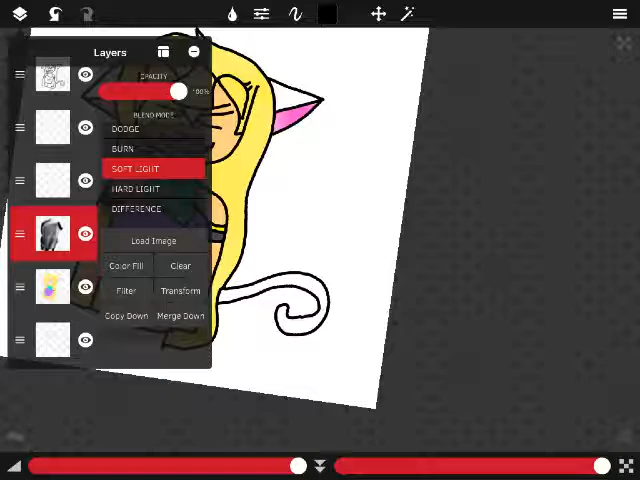 Layers
OPACITY
100%
BLEND MODE
DODGE
BURN
SOFT LIGHT
HARD LIGHT
DIFFERENCE
Load Image
Color Fill Clear
Filter Transform
Copy Down Merge Down